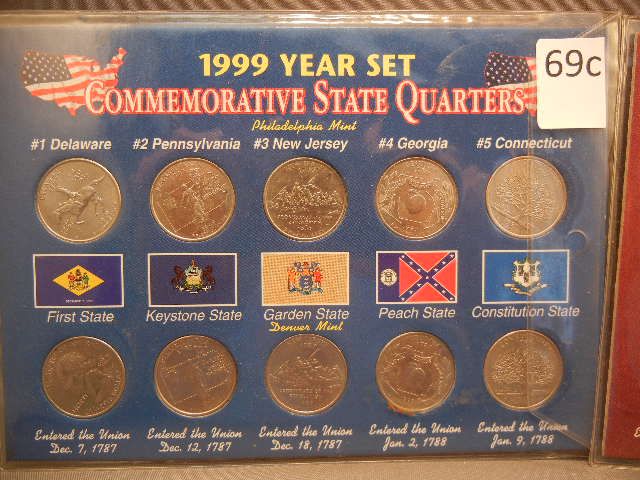 1999 YEAR SET
69c
COMMEMORATIVE STATE QUARTERS
Philadelphia Mint
#1 Delaware #2 Pennsylvania #3 New Jersey #4 Georgia #5 Connecticut
First State Keystone State Garden State Peach State Constitution State
Denver Mint
Entered the Union Entered the Union Entered the Union Entered the Union Entered the Union
Dec. 7, 1787 Dec. 12, 1787 Dec. 18, 1787 Jan. 2, 1788 Jan. 9, 1788